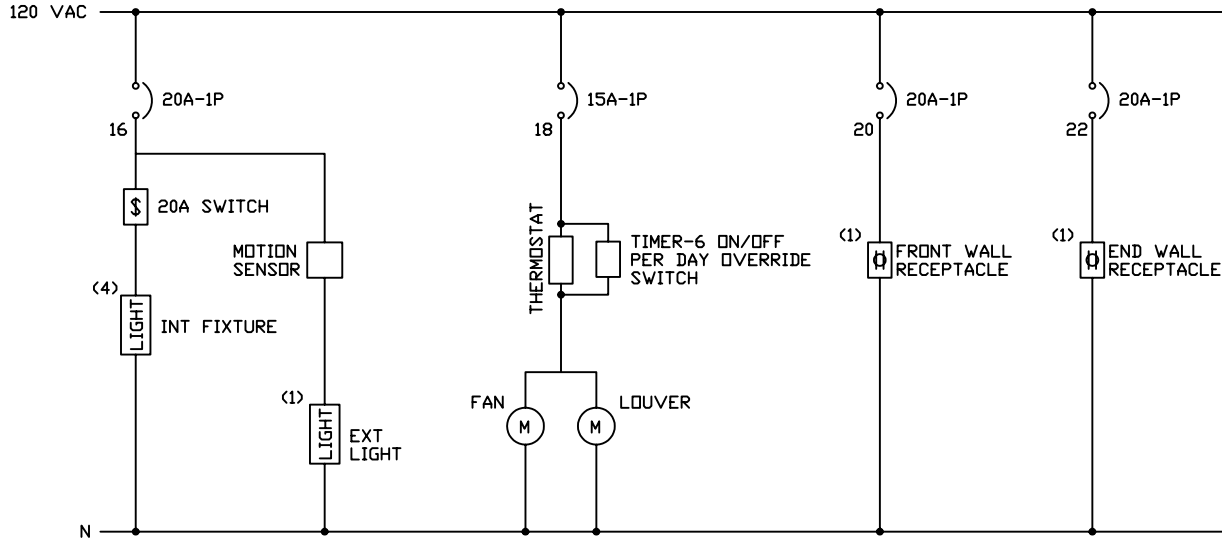 120 VAC
20A-1P
16
15A-1P
18
20A-1P
20
20A-1P
22
$
20A SWITCH
MOTION
SENSOR
(4)
LIGHT
INT FIXTURE
(1)
LIGHT
EXT
LIGHT
THERMOSTAT
TIMER-6 ON/OFF
PER DAY OVERRIDE
SWITCH
FAN
M
M
LOUVER
(1)
FRONT WALL
RECEPTACLE
(1)
END WALL
RECEPTACLE
N